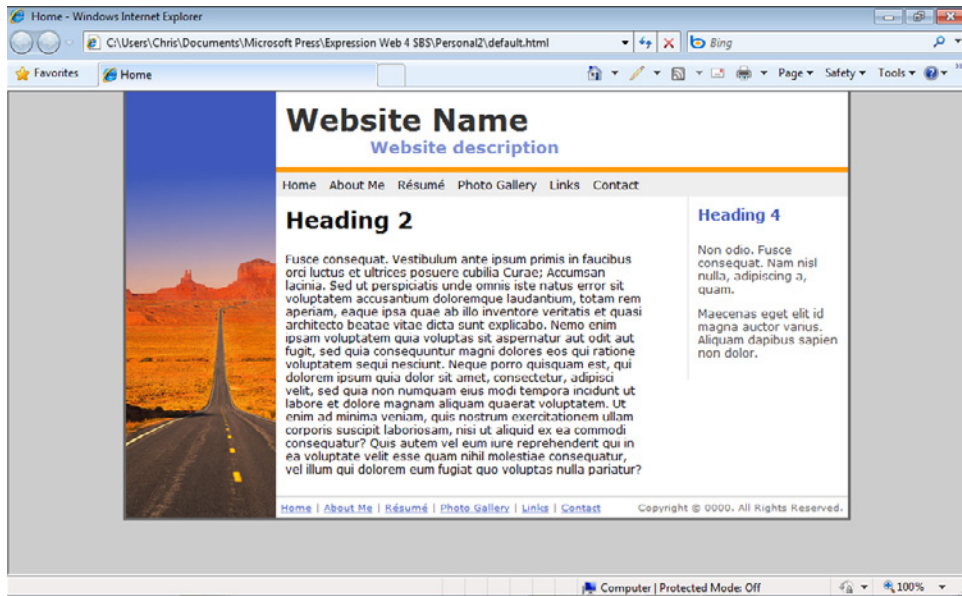 Home - Windows Internet Explorer
C:\Users\Chris\Documents\Microsoft Press\Expression Web 4 SBS\Personal2\default.html
Bing
Favorites
Home
Page
Safety
Tools
Website Name
Website description
Home About Me Résumé Photo Gallery Links Contact
Heading 2
Fusce consequat. Vestibulum ante ipsum primis in faucibus
orci luctus et ultrices posuere cubilia Curae; Accumsan
lacinia. Sed ut perspiciatis unde omnis iste natus error sit
voluptatem accusantium doloremque laudantium, totam rem
aperiam, eaque ipsa quae ab illo inventore veritatis et quasi
architecto beatae vitae dicta sunt explicabo. Nemo enim
ipsam voluptatem quia voluptas sit aspernatur aut odit aut
fugit, sed quia consequuntur magni dolores eos qui ratione
voluptatem sequi nesciunt. Neque porro quisquam est, qui
dolorem ipsum quia dolor sit amet, consectetur, adipisci
velit, sed quia non numquam eius modi tempora incidunt ut
labore et dolore magnam aliquam quaerat voluptatem. Ut
enim ad minima veniam, quis nostrum exercitationem ullam
corporis suscipit laboriosam, nisi ut aliquid ex ea commodi
consequatur? Quis autem vel eum iure reprehenderit qui in
ea voluptate velit esse quam nihil molestiae consequatur,
vel illum qui dolorem eum fugiat quo voluptas nulla pariatur?
Heading 4
Non odio. Fusce
consequat. Nam nisl
nulla, adipiscing a,
quam.
Maecenas eget elit id
magna auctor varius.
Aliquam dapibus sapien
non dolor.
Home | About Me | Résumé | Photo Gallery | Links | Contact
Copyright © 0000. All Rights Reserved.
Computer | Protected Mode: Off
100%